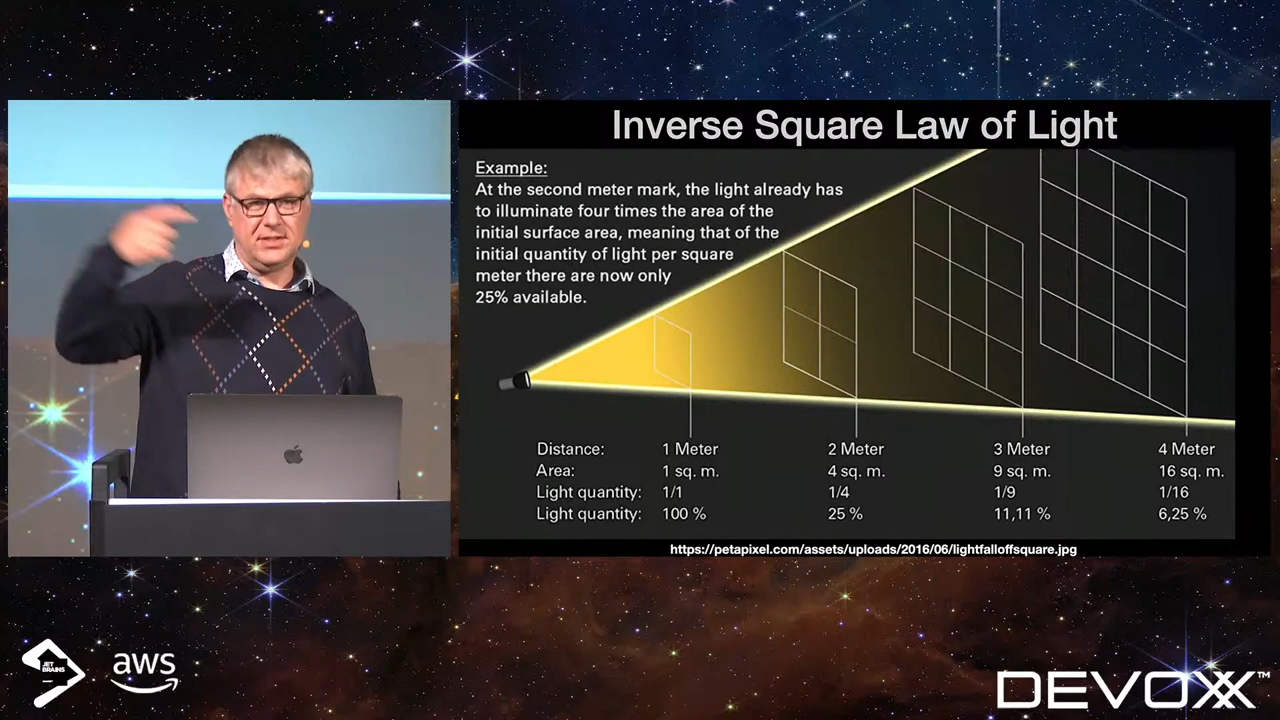 Inverse Square Law of Light
Example:
At the second meter mark, the light already has
to illuminate four times the area of the
initial surface area, meaning that of the
initial quantity of light per square
meter there are now only
25% available.
Distance: 1 Meter 2 Meter 3 Meter 4 Meter
Area: 1 sq. m. 4 sq. m. 9 sq. m. 16 sq. m.
Light quantity: 1/1 1/4 1/9 1/16
Light quantity: 100 % 25 % 11,11 % 6,25 %
https://petapixel.com/assets/uploads/2016/06/lightfalloffsquare.jpg
JET
BRAINS
aws
DEVOXX™